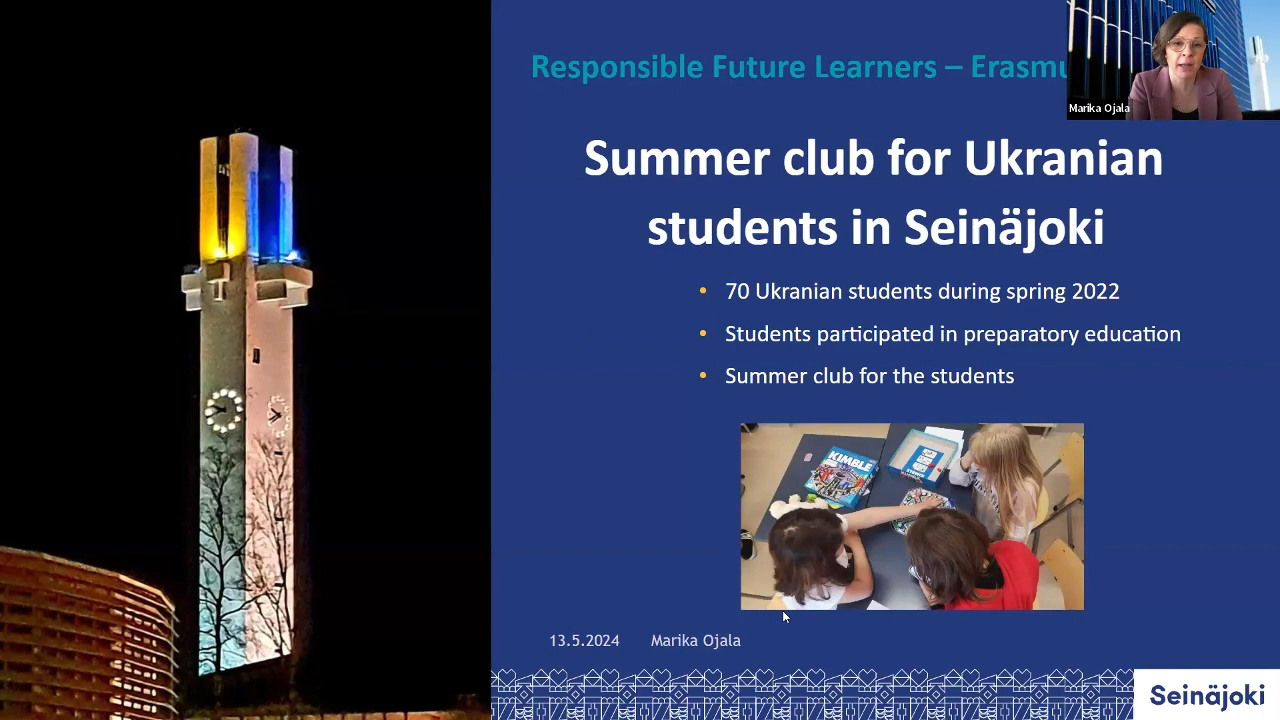 Responsible Future Learners – Erasmu
Marika Ojala
Summer club for Ukranian
students in Seinäjoki
• 70 Ukranian students during spring 2022
• Students participated in preparatory education
• Summer club for the students
KIMBLE
13.5.2024 Marika Ojala
Seinäjoki